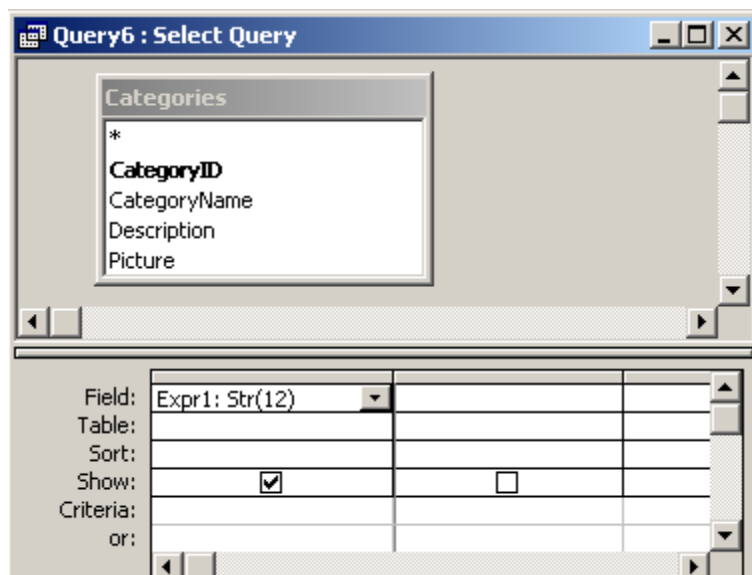 Query6 : Select Query
Categories
*
CategoryID
CategoryName
Description
Picture
Field: Expr1: Str(12)
Table:
Sort:
Show:
Criteria:
or: